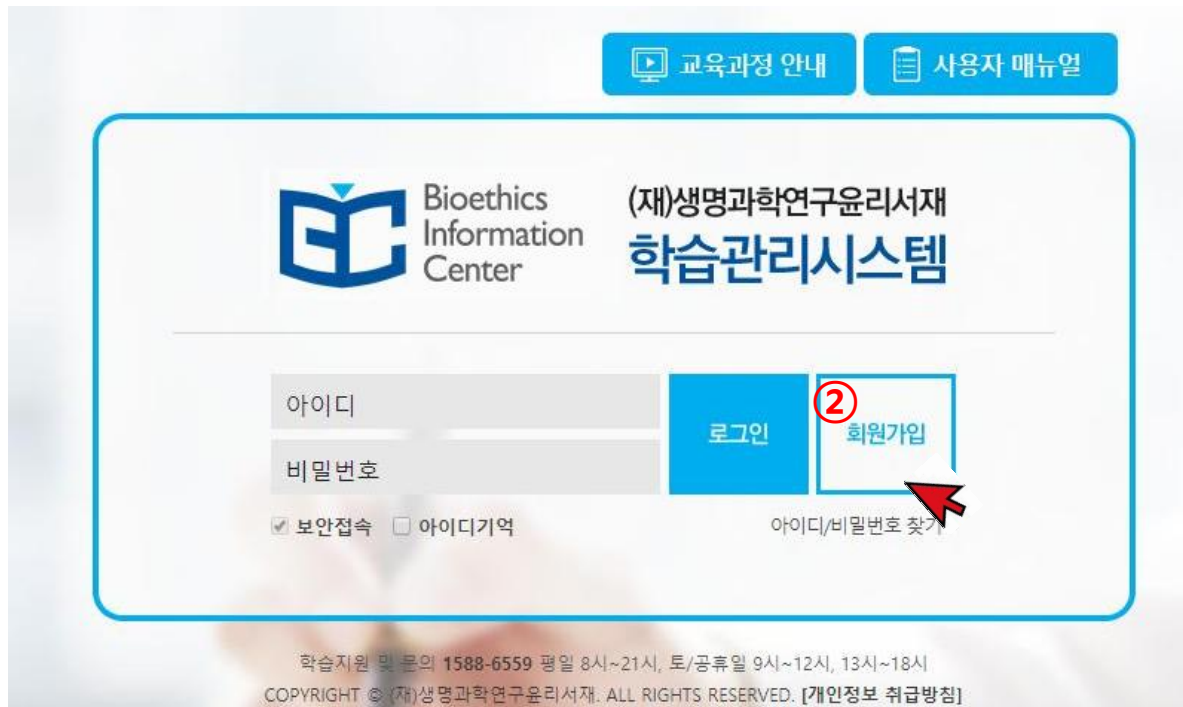 교육과정 안내 사용자 매뉴얼
Bioethics
Information
Center
(재)생명과학연구윤리서재
학습관리시스템
아이디
비밀번호
로그인
②
회원가입
보안접속 아이디기억 아이디/비밀번호 찾기
학습지원 및 문의 1588-6559 평일 8시~21시, 토/공휴일 9시~12시, 13시~18시
COPYRIGHT © (재)생명과학연구윤리서재. ALL RIGHTS RESERVED. [개인정보 취급방침]